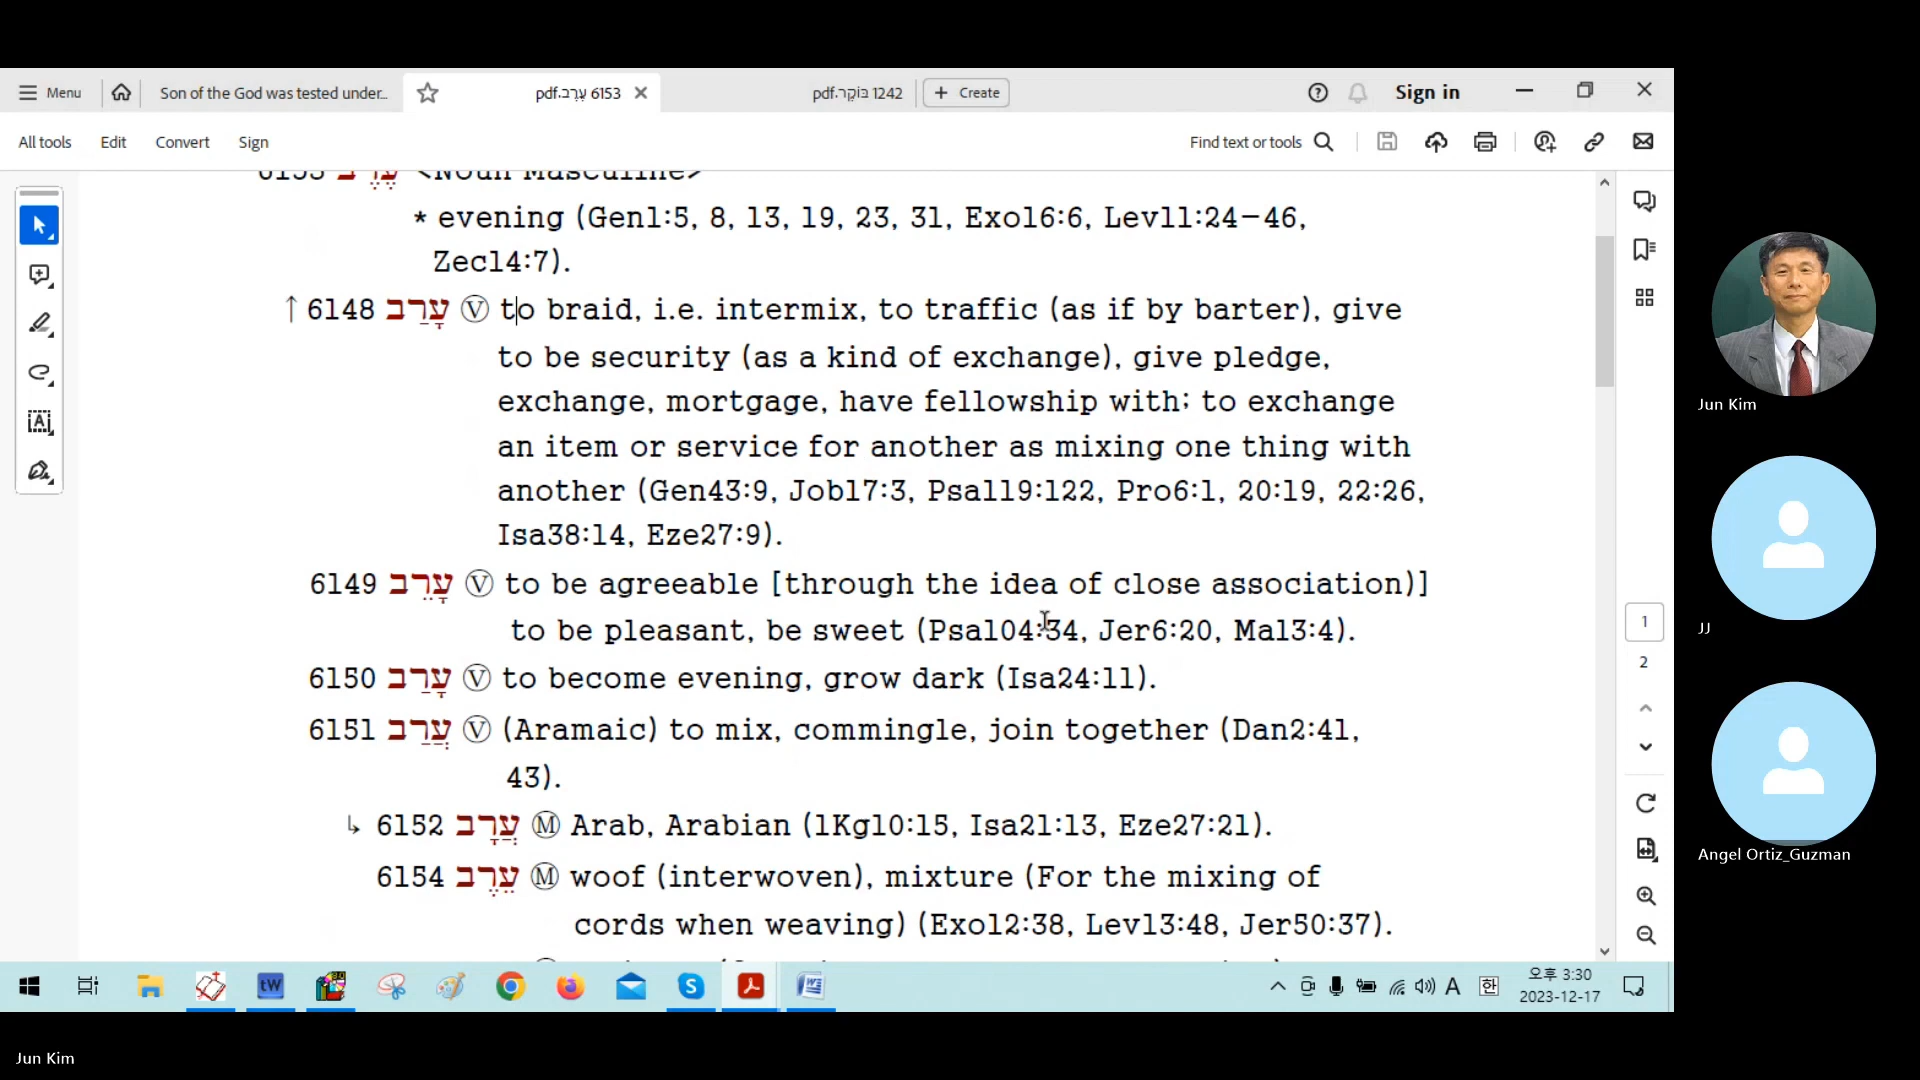 Menu
Son of the God was tested under...
6153 עֶרֶב.pdf
1242 בּוֹקֶר.pdf
Create
Sign in
All tools
Edit
Convert
Sign
Find text or tools
6153 עֶרֶב <Noun Masculine>
* evening (Gen1:5, 8, 13, 19, 23, 31, Exo16:6, Lev11:24-46,
Zec14:7).
↑ 6148 עָרַב Ⓥ to braid, i.e. intermix, to traffic (as if by barter), give
to be security (as a kind of exchange), give pledge,
exchange, mortgage, have fellowship with; to exchange
an item or service for another as mixing one thing with
another (Gen43:9, Job17:3, Psa119:122, Pro6:1, 20:19, 22:26,
Isa38:14, Eze27:9).
6149 עָרֵב Ⓥ to be agreeable [through the idea of close association)]
to be pleasant, be sweet (Psa104:34, Jer6:20, Mal3:4).
6150 עָרַב Ⓥ to become evening, grow dark (Isa24:11).
6151 עֲרַב Ⓥ (Aramaic) to mix, commingle, join together (Dan2:41,
43).
↳ 6152 עֲרָב Ⓜ Arab, Arabian (1Kg10:15, Isa21:13, Eze27:21).
6154 עֵרֶב Ⓜ woof (interwoven), mixture (For the mixing of
cords when weaving) (Exo12:38, Lev13:48, Jer50:37).
1
2
Jun Kim
JJ
Angel Ortiz_Guzman
tW
S
W
A
한
오후 3:30
2023-12-17
Jun Kim